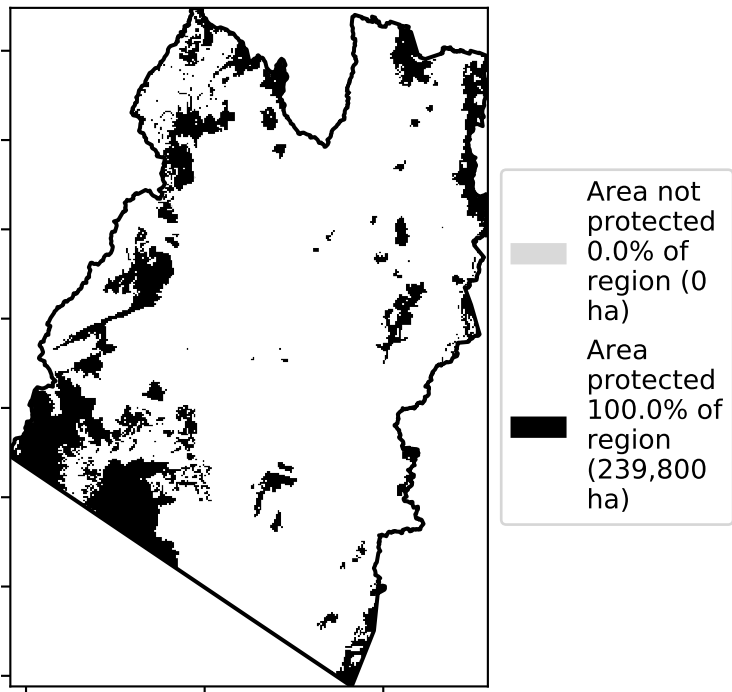 Area not
protected
0.0% of
region (0
ha)
Area
protected
100.0% of
region
(239,800
ha)